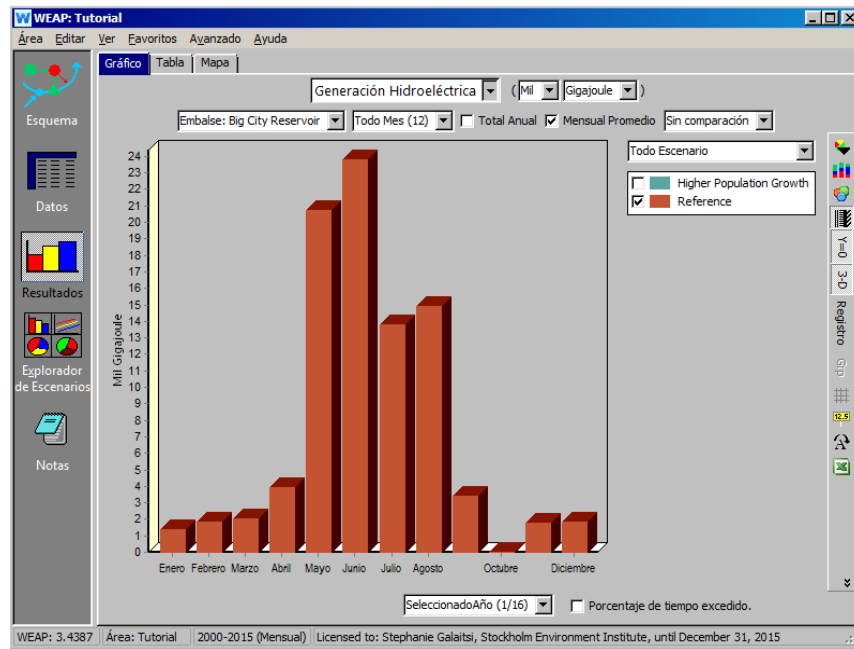 WEAP: Tutorial
Área Editar Ver Favoritos Avanzado Ayuda
Gráfico Tabla Mapa
Generación Hidroeléctrica ( Mil Gigajoule )
Embalse: Big City Reservoir Todo Mes (12) Total Anual Mensual Promedio Sin comparación
Todo Escenario
Higher Population Growth
Reference
Esquema
Datos
Resultados
Explorador
de Escenarios
Notas
Mil Gigajoule
24
23
22
21
20
19
18
17
16
15
14
13
12
11
10
9
8
7
6
5
4
3
2
1
0
Enero Febrero Marzo Abril Mayo Junio Julio Agosto Octubre Diciembre
Y=0
3-D
Registro
Grp
12.5
SeleccionadoAño (1/16) Porcentaje de tiempo excedido.
WEAP: 3.4387 Área: Tutorial 2000-2015 (Mensual) Licensed to: Stephanie Galaitsi, Stockholm Environment Institute, until December 31, 2015